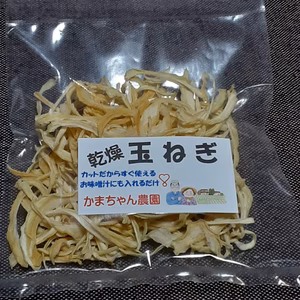 乾燥 玉ねぎ
カットだからすぐ使える
お味噌汁にも入れるだけ❣
かまちゃん農園